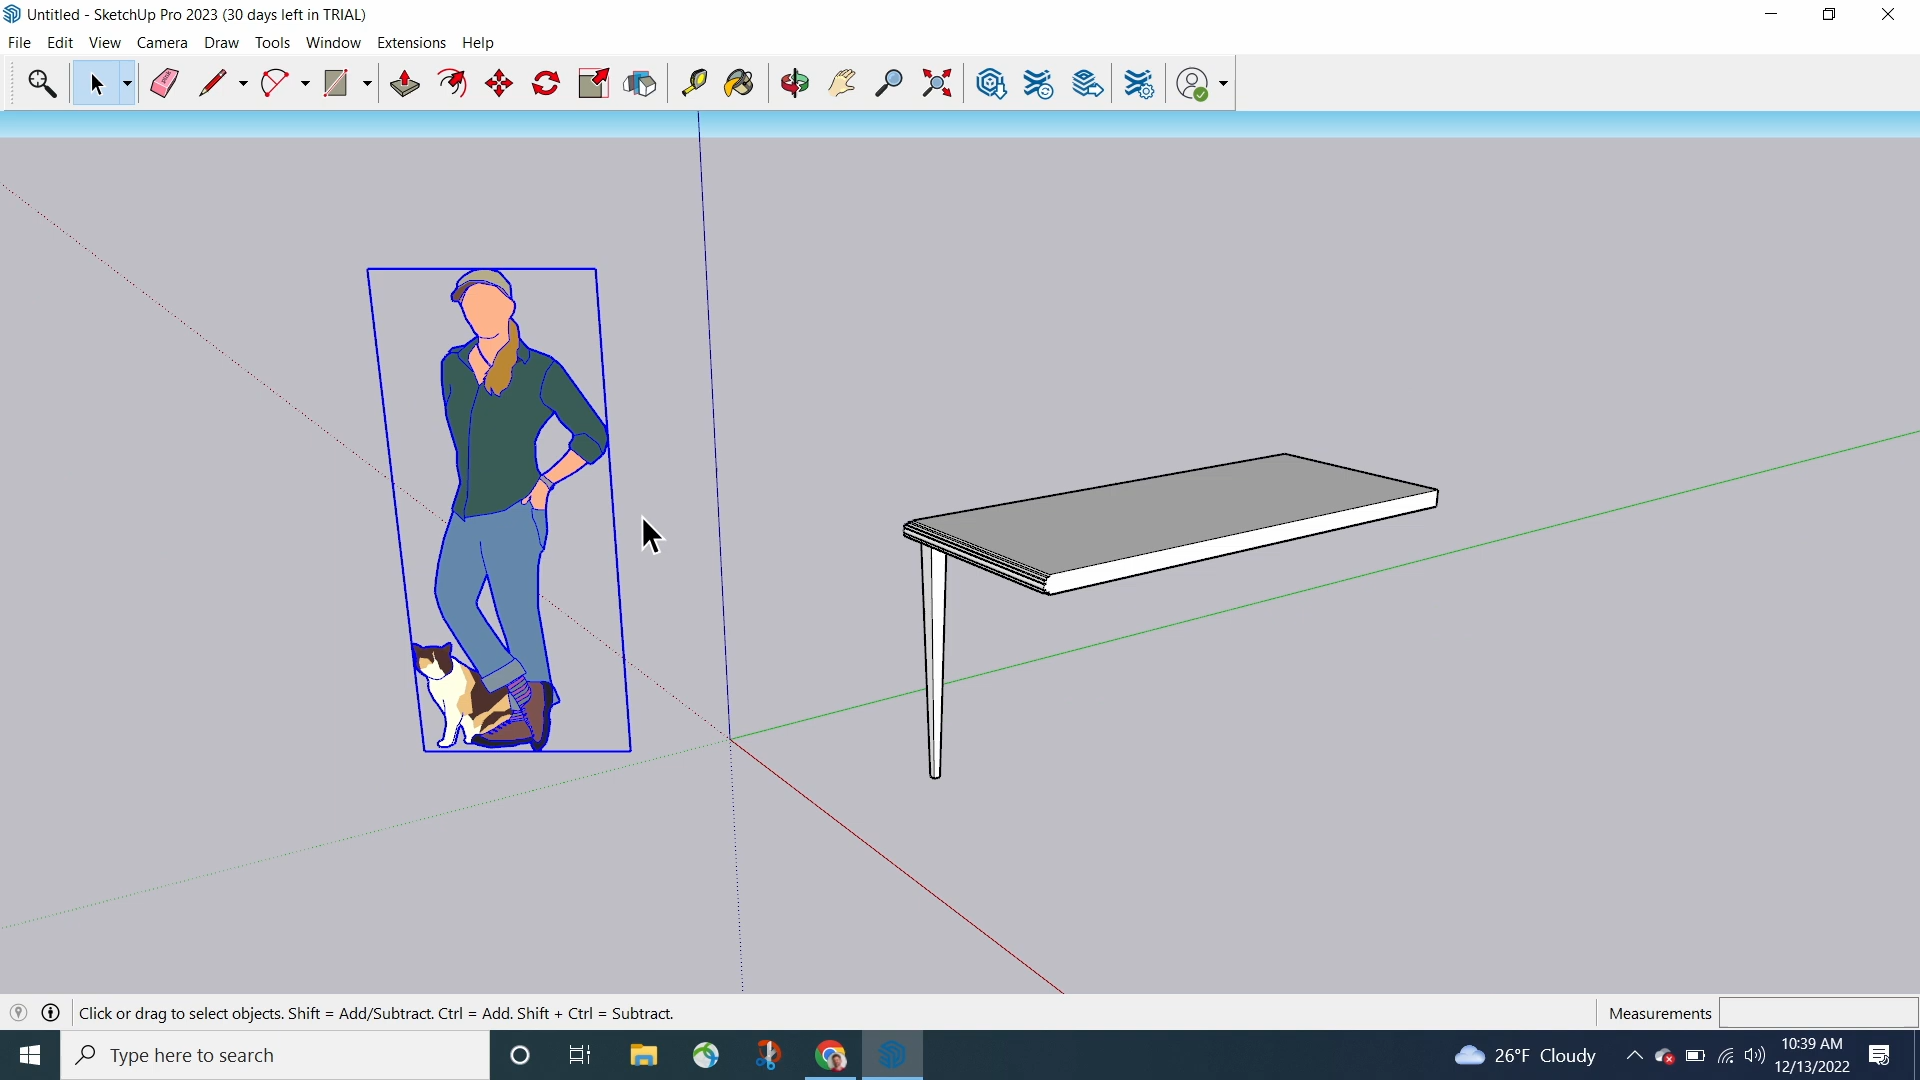 Untitled - SketchUp Pro 2023 (30 days left in TRIAL)
File Edit View Camera Draw Tools Window Extensions Help
Click or drag to select objects. Shift = Add/Subtract. Ctrl = Add. Shift + Ctrl = Subtract.
Measurements
Type here to search
26°F Cloudy
10:39 AM
12/13/2022